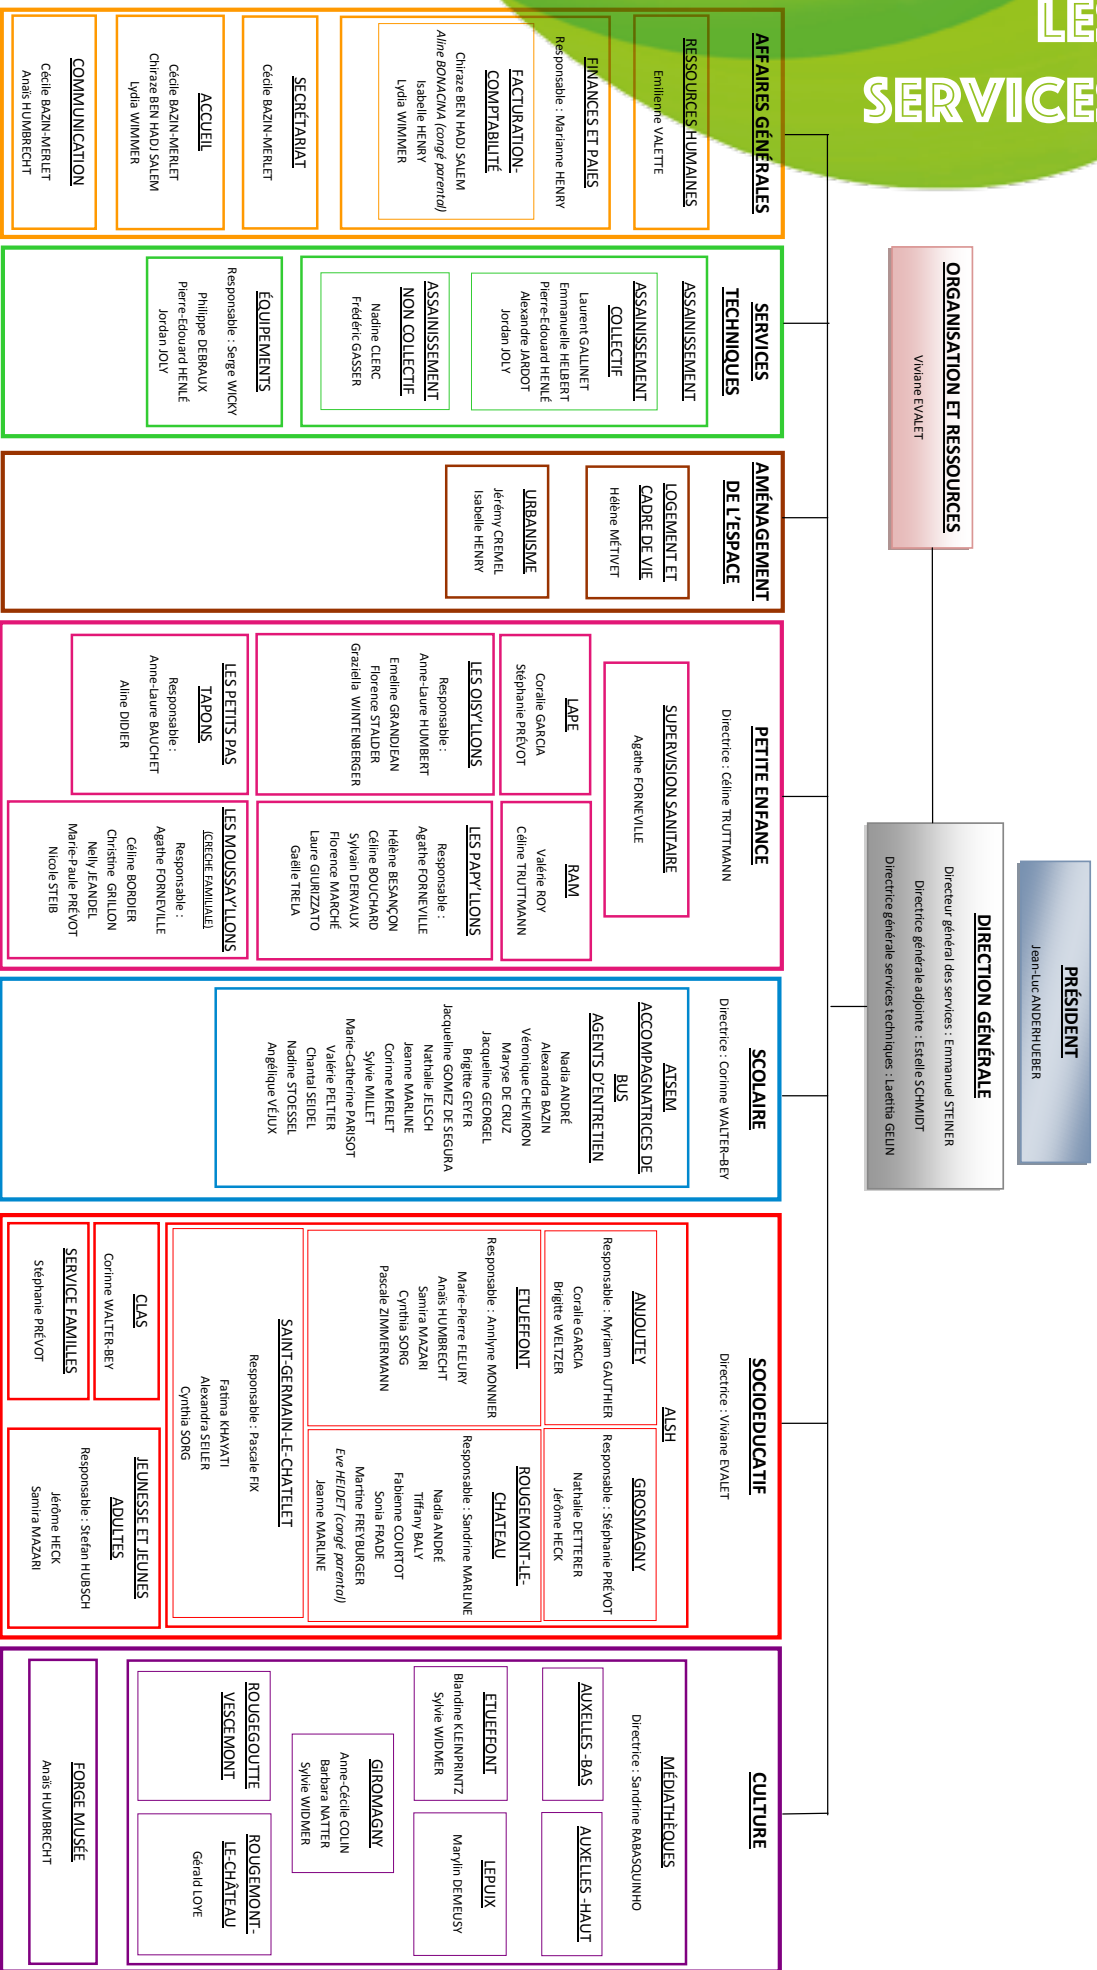 LES
SERVICES
PRÉSIDENT
Jean-Luc ANDERHUEBER
DIRECTION GÉNÉRALE
Directeur général des services : Emmanuel STEINER
Directrice générale adjointe : Estelle SCHMIDT
Directrice générale services techniques : Laetitia GELIN
ORGANISATION ET RESSOURCES
Viviane EVALET
AFFAIRES GÉNÉRALES
RESSOURCES HUMAINES
Emilienne VALETTE
FINANCES ET PAIES
Responsable : Marianne HENRY
FACTURATION-
COMPTABILITÉ
Chiraze BEN HADJ SALEM
Aline BONACINA (congé parental)
Isabelle HENRY
Lydia WIMMER
SECRÉTARIAT
Cécile BAZIN-MERLET
ACCUEIL
Cécile BAZIN-MERLET
Chiraze BEN HADJ SALEM
Lydia WIMMER
COMMUNICATION
Cécile BAZIN-MERLET
Anaïs HUMBRECHT
SERVICES
TECHNIQUES
ASSAINISSEMENT
ASSAINISSEMENT
COLLECTIF
Laurent GALLINET
Emmanuelle HELBERT
Pierre-Edouard HENLÉ
Alexandre JARDOT
Jordan JOLY
ASSAINISSEMENT
NON COLLECTIF
Nadine CLERC
Frédéric GASSER
ÉQUIPEMENTS
Responsable : Serge WICKY
Philippe DEBRAUX
Pierre-Edouard HENLÉ
Jordan JOLY
AMÉNAGEMENT
DE L'ESPACE
LOGEMENT ET
CADRE DE VIE
Hélène MÉTIVET
URBANISME
Jérémy CREMEL
Isabelle HENRY
PETITE ENFANCE
Directrice : Céline TRUTTMANN
SUPERVISION SANITAIRE
Agathe FORNEVILLE
LAPE
Coralie GARCIA
Stéphanie PRÉVOT
RAM
Valérie ROY
Céline TRUTTMANN
LES OISY'LLONS
Responsable :
Anne-Laure HUMBERT
Emeline GRANDJEAN
Florence STALDER
Graziella WINTENBERGER
LES PAPY'LLONS
Responsable :
Agathe FORNEVILLE
Hélène BESANÇON
Céline BOUCHARD
Sylvain DERVAUX
Florence MARCHÉ
Laure GIURIZZATO
Gaëlle TRELA
LES PETITS PAS
TAPONS
Responsable :
Anne-Laure BAUCHET
Aline DIDIER
LES MOUSSAY'LLONS
(CRECHE FAMILIALE)
Responsable :
Agathe FORNEVILLE
Céline BORDIER
Christine GRILLON
Nelly JEANDEL
Marie-Paule PRÉVOT
Nicole STEIB
SCOLAIRE
Directrice : Corinne WALTER–BEY
ATSEM
ACCOMPAGNATRICES DE
BUS
AGENTS D'ENTRETIEN
Nadia ANDRÉ
Alexandra BAZIN
Véronique CHEVIRON
Maryse DE CRUZ
Jacqueline GEORGEL
Brigitte GEYER
Jacqueline GOMEZ DE SEGURA
Nathalie JELSCH
Jeanne MARLINE
Corinne MERLET
Sylvie MILLET
Marie-Catherine PARISOT
Valérie PELTIER
Chantal SEIDEL
Nadine STOESSEL
Angélique VÉJUX
SOCIOEDUCATIF
Directrice : Viviane EVALET
ALSH
ANJOUTEY
Responsable : Myriam GAUTHIER
Coralie GARCIA
Brigitte WELTZER
GROSMAGNY
Responsable : Stéphanie PRÉVOT
Nathalie DETTERER
Jérôme HECK
ETUEFFONT
Responsable : Annlyne MONNIER
Marie-Pierre FLEURY
Anaïs HUMBRECHT
Samira MAZARI
Cynthia SORG
Pascale ZIMMERMANN
ROUGEMONT-LE-
CHATEAU
Responsable : Sandrine MARLINE
Nadia ANDRÉ
Tiffany BALY
Fabienne COURTOT
Sonia FRADE
Martine FREYBURGER
Eve HEIDET (congé parental)
Jeanne MARLINE
SAINT-GERMAIN-LE-CHATELET
Responsable : Pascale FIX
Fatima KHAYATI
Alexandra SEILER
Cynthia SORG
CLAS
Corinne WALTER-BEY
SERVICE FAMILLES
Stéphanie PRÉVOT
JEUNESSE ET JEUNES
ADULTES
Responsable : Stefan HUBSCH
Jérôme HECK
Samira MAZARI
CULTURE
MÉDIATHÈQUES
Directrice : Sandrine RABASQUINHO
AUXELLES -BAS
AUXELLES -HAUT
ETUEFFONT
Blandine KLEINPRINTZ
Sylvie WIDMER
LEPUIX
Marylin DEMEUSY
GIROMAGNY
Anne-Cécile COLIN
Barbara NATTER
Sylvie WIDMER
ROUGEGOUTTE
VESCEMONT
ROUGEMONT-
LE-CHÂTEAU
Gérald LOYE
FORGE MUSÉE
Anaïs HUMBRECHT